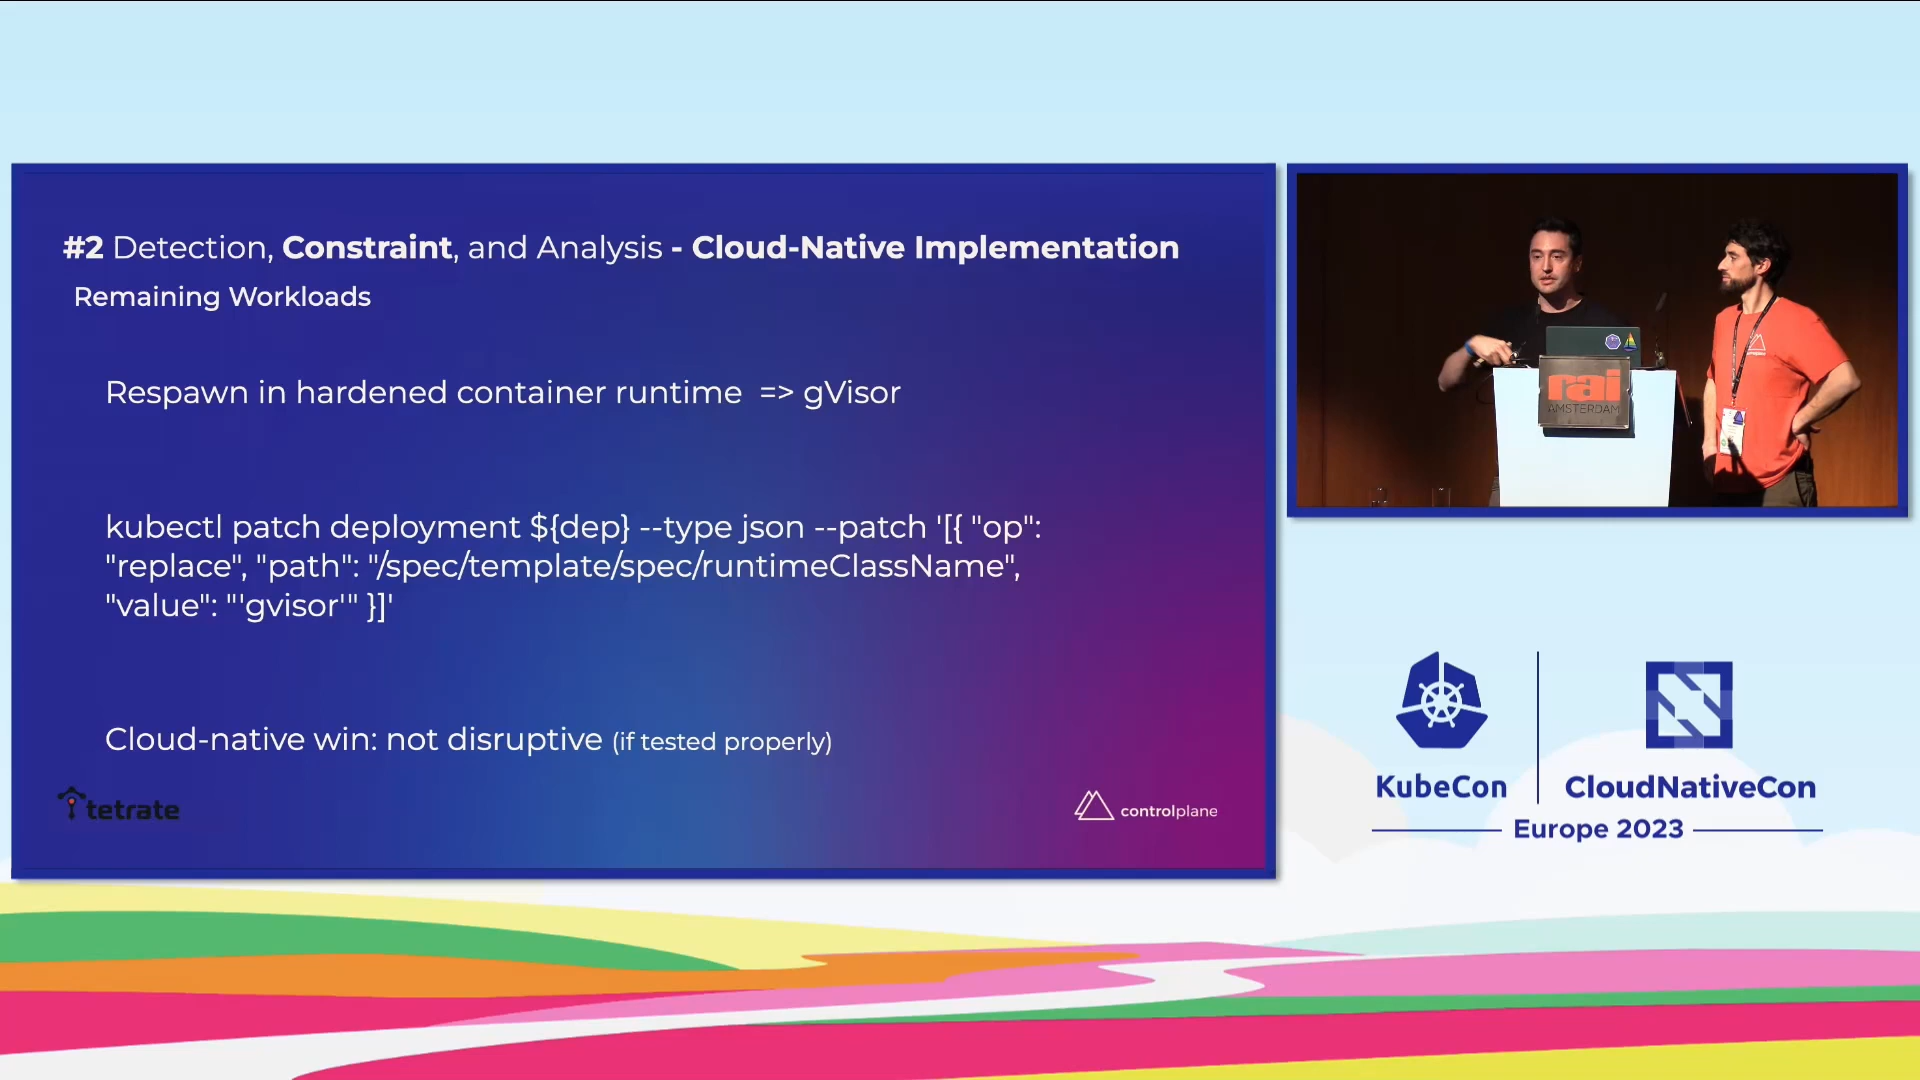 #2 Detection, Constraint, and Analysis - Cloud-Native Implementation
Remaining Workloads
Respawn in hardened container runtime => gVisor
kubectl patch deployment ${dep} --type json --patch '[{ "op":
"replace", "path": "/spec/template/spec/runtimeClassName",
"value": "'gvisor'" }]'
Cloud-native win: not disruptive (if tested properly)
tetrate
controlplane
rai
AMSTERDAM
KubeCon
CloudNativeCon
Europe 2023